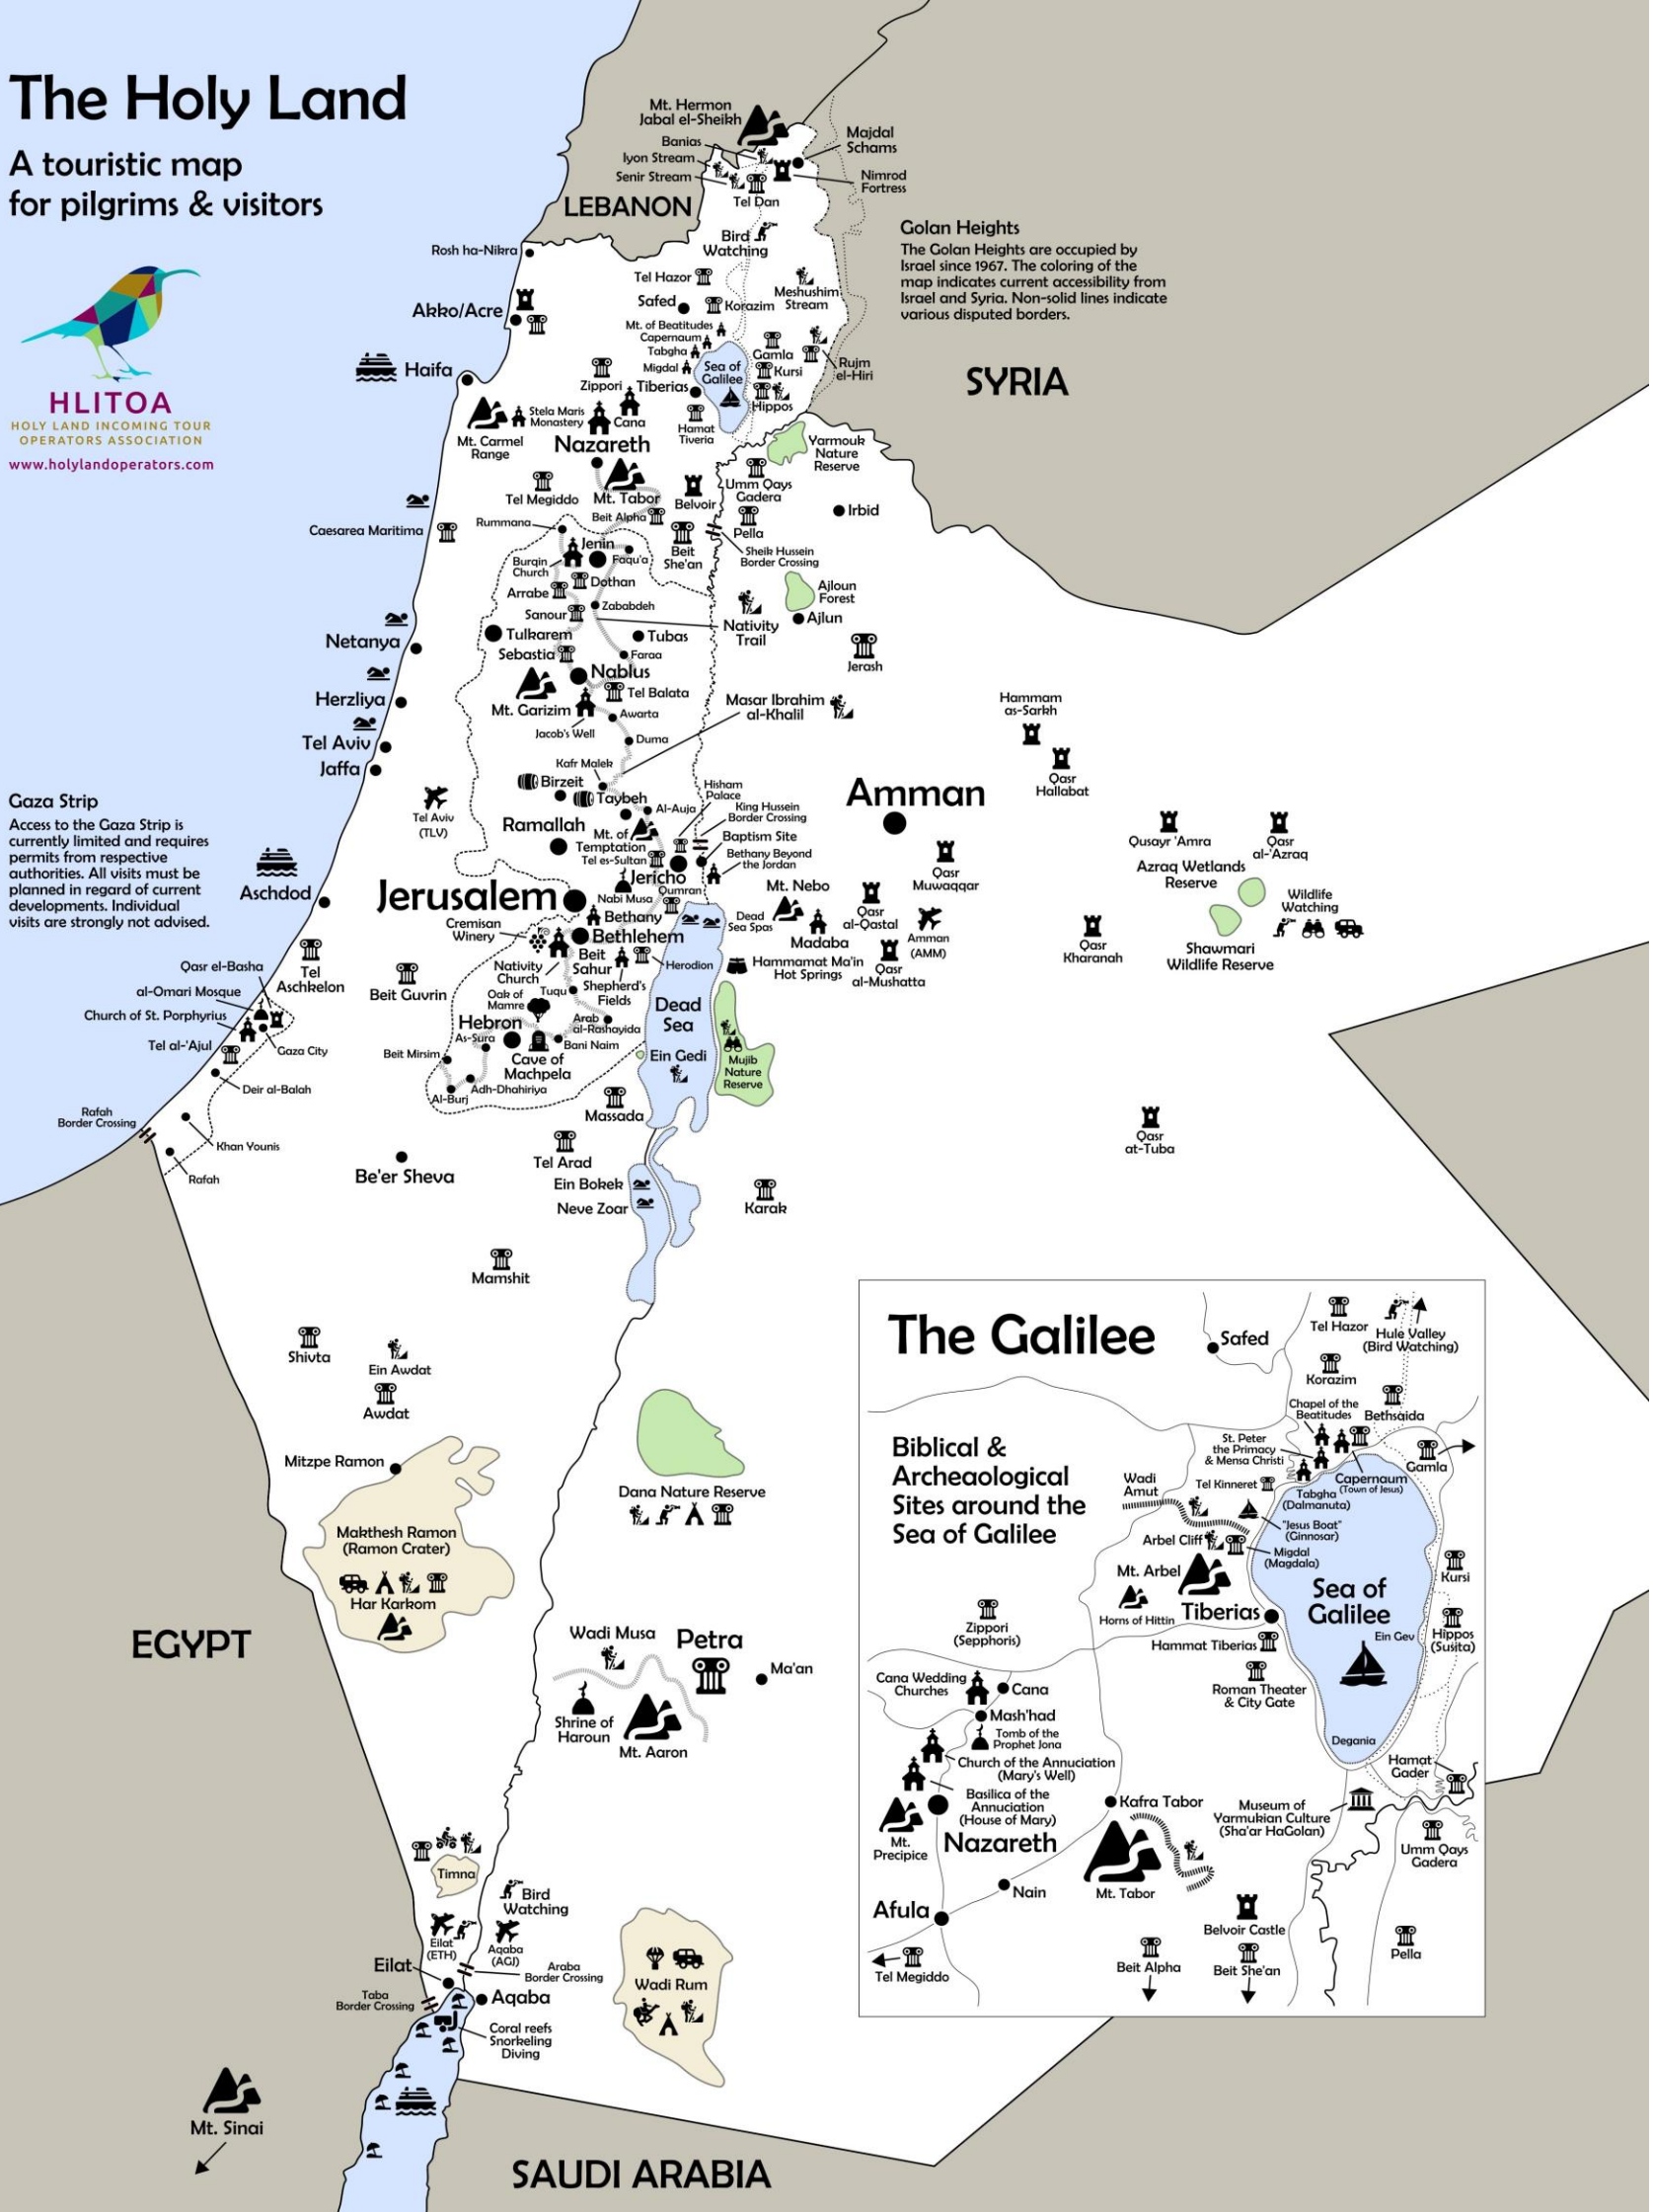 The Holy Land
A touristic map
for pilgrims & visitors
HLITOA
HOLY LAND INCOMING TOUR
OPERATORS ASSOCIATION
www.holylandoperators.com
Mt. Hermon
Jabal el-Sheikh
Banias
Iyon Stream
Senir Stream
Majdal
Schams
Nimrod
Fortress
Tel Dan
LEBANON
Bird
Watching
Rosh ha-Nikra
Golan Heights
The Golan Heights are occupied by
Israel since 1967. The coloring of the
map indicates current accessibility from
Israel and Syria. Non-solid lines indicate
various disputed borders.
Tel Hazor
Safed
Korazim
Meshushim
Stream
Akko/Acre
Mt. of Beatitudes
Capernaum
Tabgha
Migdal
Gamla
Kursi
Rujm
el-Hiri
SYRIA
Haifa
Zippori
Tiberias
Sea of
Galilee
Hippos
Stela Maris
Monastery
Cana
Hamat
Tiveria
Mt. Carmel
Range
Nazareth
Yarmouk
Nature
Reserve
Tel Megiddo
Mt. Tabor
Belvoir
Umm Qays
Gadera
Irbid
Caesarea Maritima
Rummana
Beit Alpha
Pella
Jenin
Faqu'a
Beit
She'an
Sheik Hussein
Border Crossing
Burqin
Church
Dothan
Arrabe
Ajloun
Forest
Sanour
Zababdeh
Ajlun
Nativity
Trail
Netanya
Tulkarem
Tubas
Sebastia
Faraa
Jerash
Nablus
Tel Balata
Herzliya
Mt. Garizim
Awarta
Masar Ibrahim
al-Khalil
Hammam
as-Sarkh
Jacob's Well
Duma
Tel Aviv
Jaffa
Kafr Malek
Qasr
Hallabat
Birzeit
Taybeh
Hisham
Palace
Al-Auja
King Hussein
Border Crossing
Amman
Gaza Strip
Access to the Gaza Strip is
currently limited and requires
permits from respective
authorities. All visits must be
planned in regard of current
developments. Individual
visits are strongly not advised.
Tel Aviv
(TLV)
Ramallah
Mt. of
Temptation
Tel es-Sultan
Baptism Site
Bethany Beyond
the Jordan
Qusayr 'Amra
Qasr
al-'Azraq
Azraq Wetlands
Reserve
Qasr
Muwaqqar
Aschdod
Jerusalem
Jericho
Nabi Musa
Qumran
Mt. Nebo
Qasr
al-Qastal
Wildlife
Watching
Cremisan
Winery
Bethany
Dead
Sea Spas
Madaba
Amman
(AMM)
Qasr
Kharanah
Shawmari
Wildlife Reserve
Bethlehem
Nativity
Church
Beit
Sahur
Herodion
Hammamat Ma'in
Hot Springs
Qasr
al-Mushatta
Qasr el-Basha
Tel
Aschkelon
Beit Guvrin
al-Omari Mosque
Church of St. Porphyrius
Oak of
Mamre
Tuqu
Shepherd's
Fields
Dead
Sea
Hebron
Arab
al-Rashayida
As-Sura
Bani Naim
Tel al-'Ajul
Gaza City
Beit Mirsim
Cave of
Machpela
Ein Gedi
Mujib
Nature
Reserve
Deir al-Balah
Al-Burj
Adh-Dhahiriya
Massada
Rafah
Border Crossing
Khan Younis
Rafah
Qasr
at-Tuba
Be'er Sheva
Tel Arad
Ein Bokek
Neve Zoar
Karak
Mamshit
Shivta
Ein Awdat
Awdat
Mitzpe Ramon
Dana Nature Reserve
Makthesh Ramon
(Ramon Crater)
Har Karkom
EGYPT
Wadi Musa
Petra
Ma'an
Shrine of
Haroun
Mt. Aaron
Timna
Bird
Watching
Eilat
(ETH)
Aqaba
(AGJ)
Eilat
Araba
Border Crossing
Taba
Border Crossing
Aqaba
Wadi Rum
Coral reefs
Snorkeling
Diving
Mt. Sinai
SAUDI ARABIA
The Galilee
Safed
Tel Hazor
Hule Valley
(Bird Watching)
Korazim
Biblical &
Archeaological
Sites around the
Sea of Galilee
Chapel of the
Beatitudes
Bethsaida
St. Peter
the Primacy
& Mensa Christi
Gamla
Wadi
Amut
Tel Kinneret
Capernaum
(Town of Jesus)
Tabgha
(Dalmanuta)
"Jesus Boat"
(Ginnosar)
Arbel Cliff
Migdal
(Magdala)
Mt. Arbel
Kursi
Sea of
Galilee
Horns of Hittin
Tiberias
Zippori
(Sepphoris)
Hammat Tiberias
Ein Gev
Hippos
(Susita)
Cana Wedding
Churches
Cana
Roman Theater
& City Gate
Mash'had
Tomb of the
Prophet Jona
Degania
Church of the Annuciation
(Mary's Well)
Hamat
Gader
Basilica of the
Annuciation
(House of Mary)
Kafra Tabor
Museum of
Yarmukian Culture
(Sha'ar HaGolan)
Mt.
Precipice
Nazareth
Umm Qays
Gadera
Mt. Tabor
Nain
Afula
Belvoir Castle
Pella
Tel Megiddo
Beit Alpha
Beit She'an